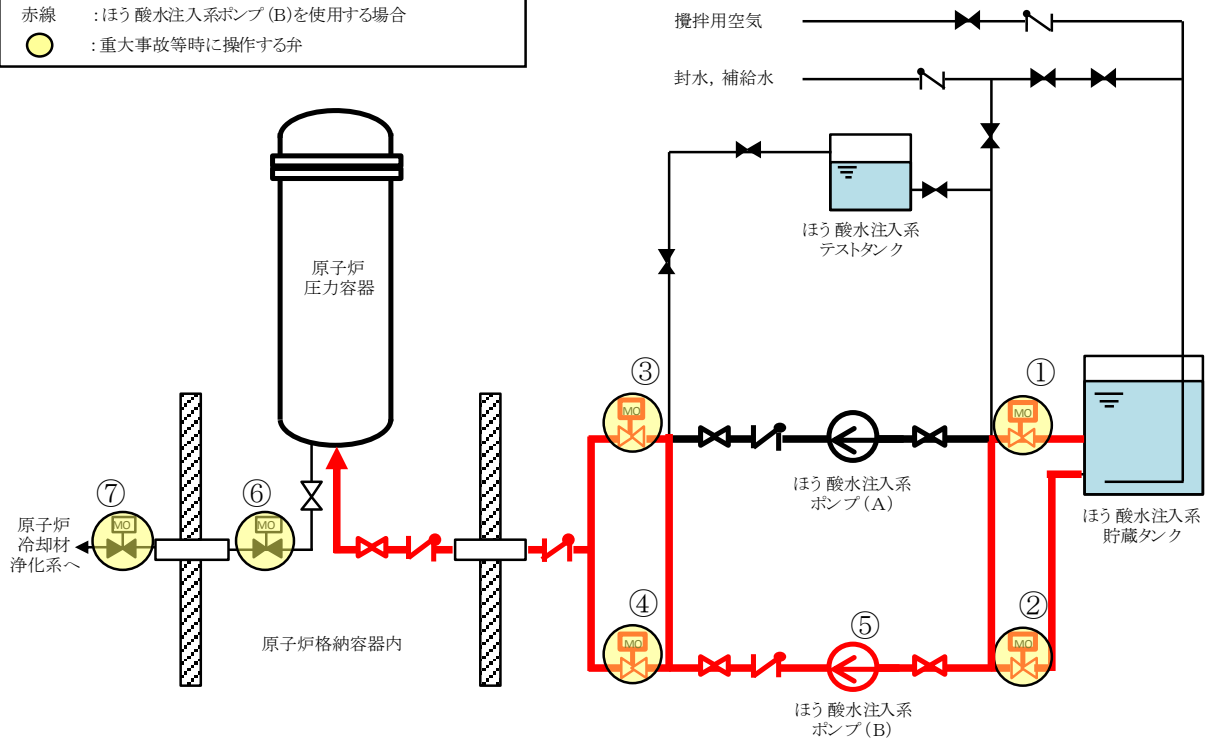 赤線 ：ほう酸水注入系ポンプ(B)を使用する場合
：重大事故等時に操作する弁
攪拌用空気
封水, 補給水
ほう酸水注入系
テストタンク
原子炉
圧力容器
③
①
MO
MO
ほう酸水注入系
ポンプ(A)
ほう酸水注入系
貯蔵タンク
⑦
⑥
MO
MO
原子炉
冷却材
浄化系へ
原子炉格納容器内
④
⑤
②
MO
MO
ほう酸水注入系
ポンプ(B)